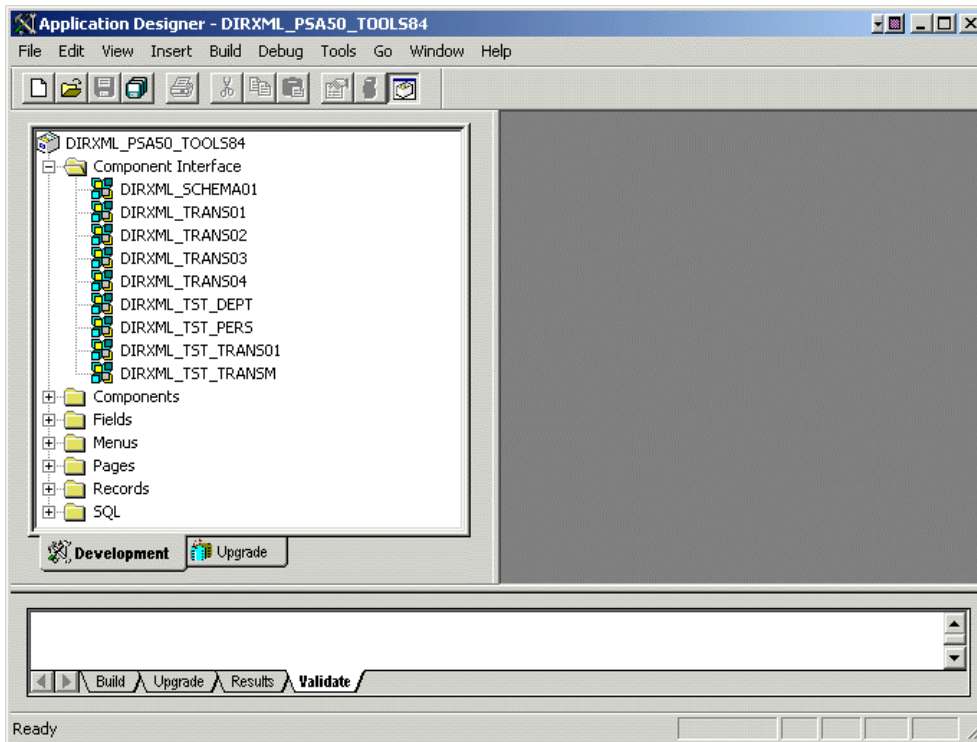 Application Designer - DIRXML_PSA50_TOOLS84
File Edit View Insert Build Debug Tools Go Window Help
DIRXML_PSA50_TOOLS84
Component Interface
DIRXML_SCHEMA01
DIRXML_TRANS01
DIRXML_TRANS02
DIRXML_TRANS03
DIRXML_TRANS04
DIRXML_TST_DEPT
DIRXML_TST_PERS
DIRXML_TST_TRANS01
DIRXML_TST_TRANSM
Components
Fields
Menus
Pages
Records
SQL
Development Upgrade
Build Upgrade Results Validate
Ready